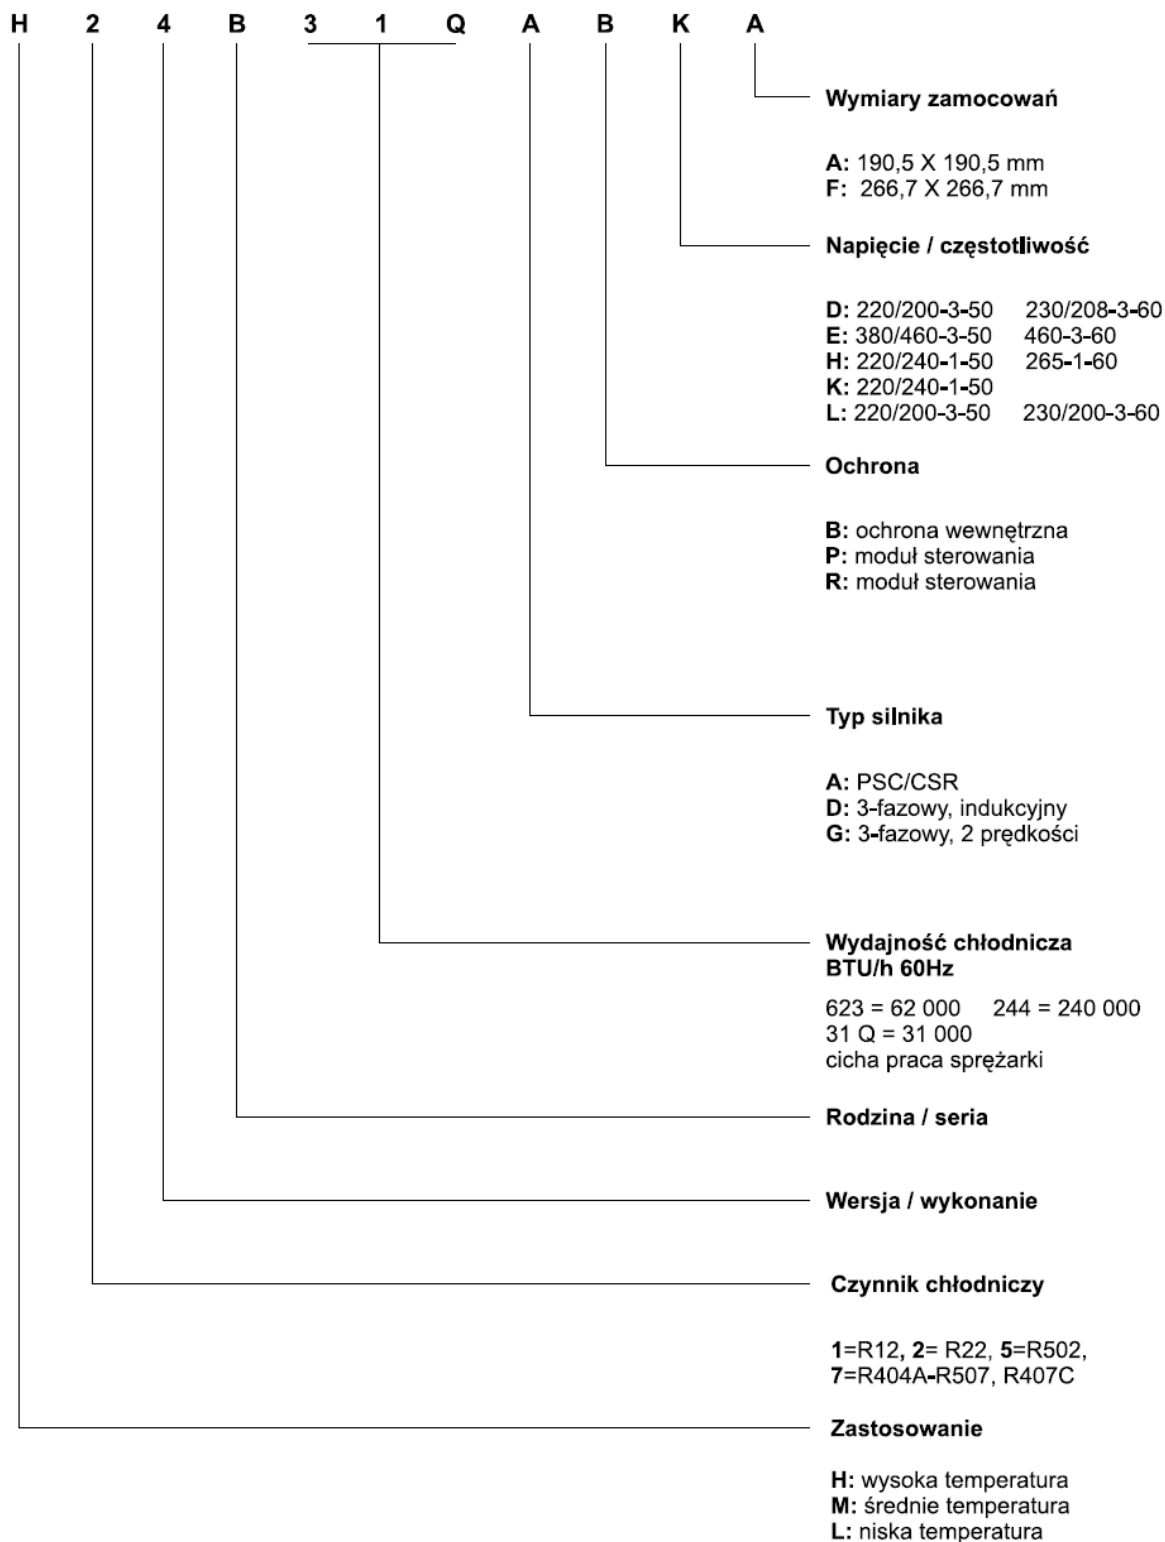 H 2 4 B 3 1 Q A B K A
Wymiary zamocowań
A: 190,5 X 190,5 mm
F: 266,7 X 266,7 mm
Napięcie / częstotliwość
D: 220/200-3-50 230/208-3-60
E: 380/460-3-50 460-3-60
H: 220/240-1-50 265-1-60
K: 220/240-1-50
L: 220/200-3-50 230/200-3-60
Ochrona
B: ochrona wewnętrzna
P: moduł sterowania
R: moduł sterowania
Typ silnika
A: PSC/CSR
D: 3-fazowy, indukcyjny
G: 3-fazowy, 2 prędkości
Wydajność chłodnicza
BTU/h 60Hz
623 = 62 000 244 = 240 000
31 Q = 31 000
cicha praca sprężarki
Rodzina / seria
Wersja / wykonanie
Czynnik chłodniczy
1=R12, 2= R22, 5=R502,
7=R404A-R507, R407C
Zastosowanie
H: wysoka temperatura
M: średnie temperatura
L: niska temperatura